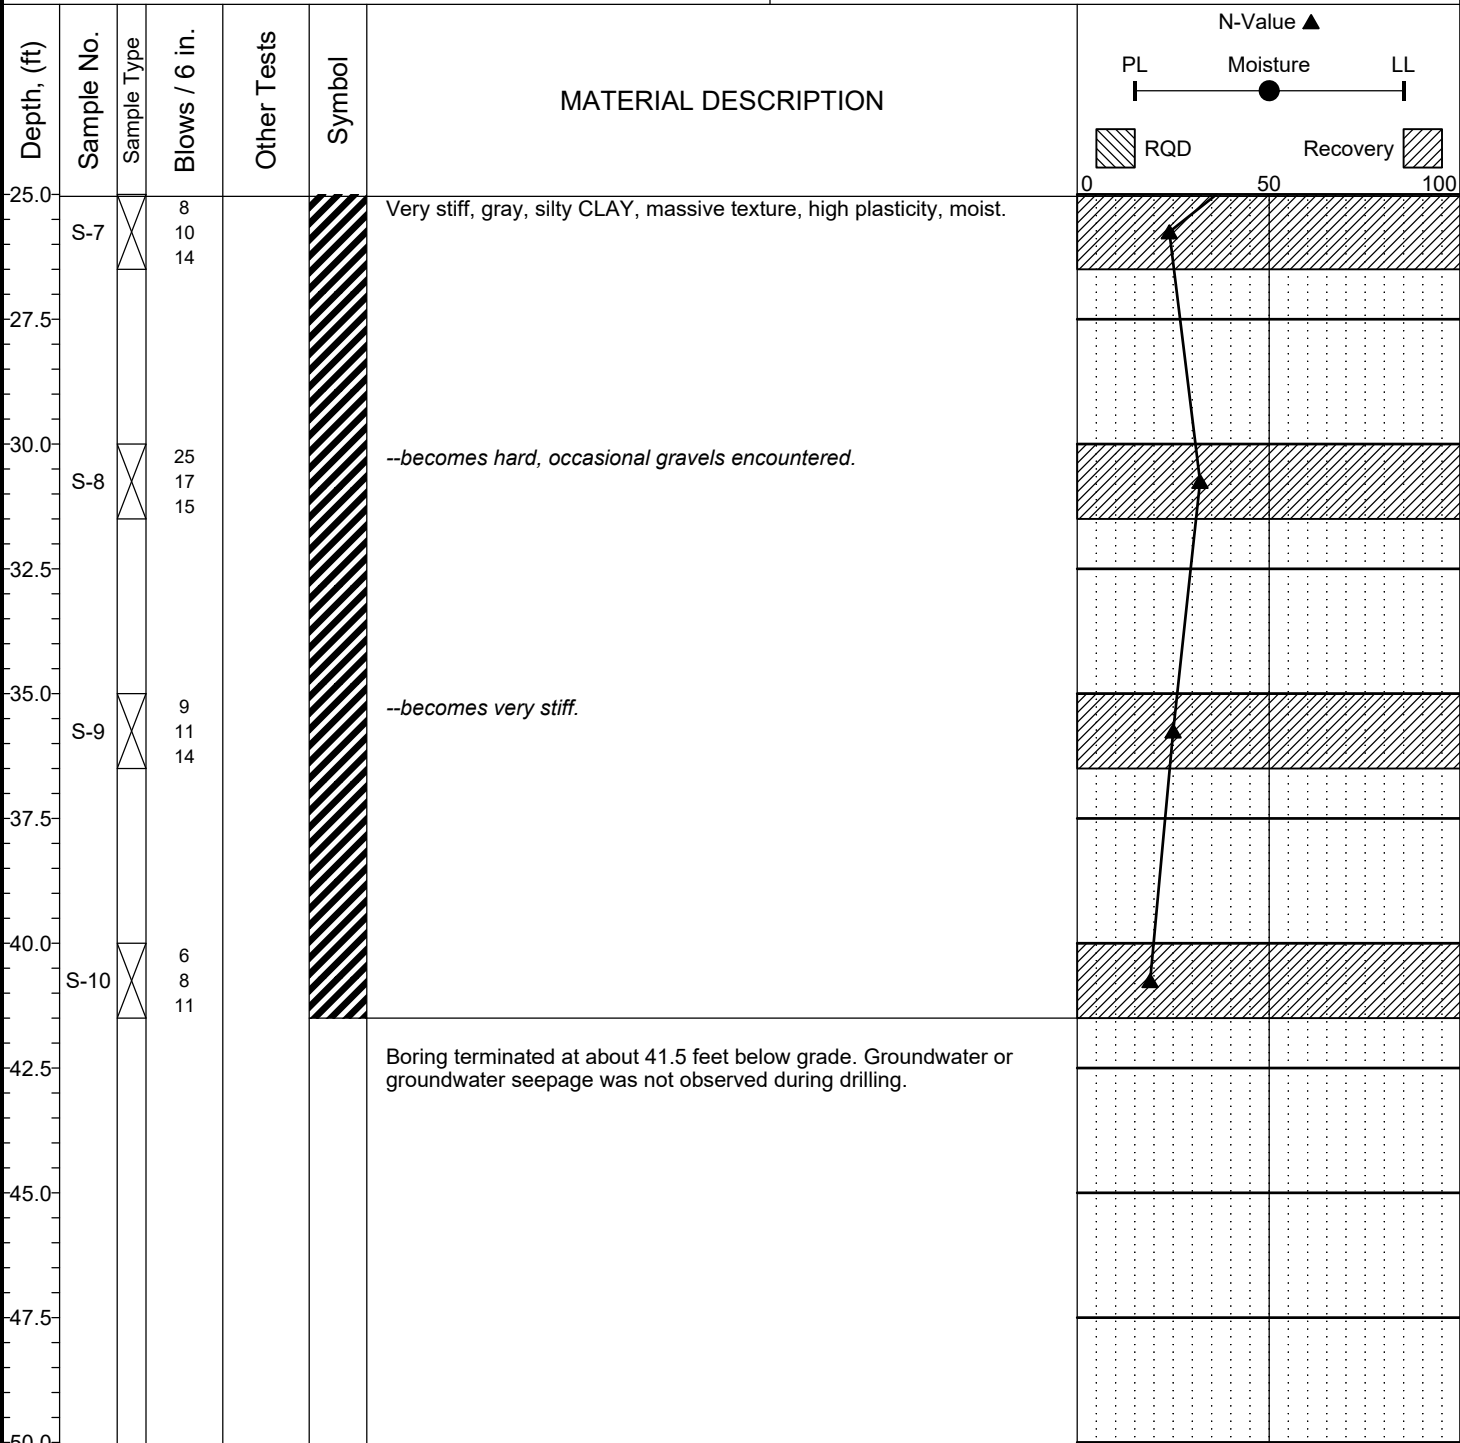 Depth, (ft)
Sample No.
Sample Type
Blows / 6 in.
Other Tests
Symbol
MATERIAL DESCRIPTION
N-Value ▲
PL Moisture LL
RQD Recovery
0 50 100
25.0
S-7
8
10
14
Very stiff, gray, silty CLAY, massive texture, high plasticity, moist.
27.5
30.0
S-8
25
17
15
--becomes hard, occasional gravels encountered.
32.5
35.0
S-9
9
11
14
--becomes very stiff.
37.5
40.0
S-10
6
8
11
Boring terminated at about 41.5 feet below grade. Groundwater or
groundwater seepage was not observed during drilling.
42.5
45.0
47.5
50.0